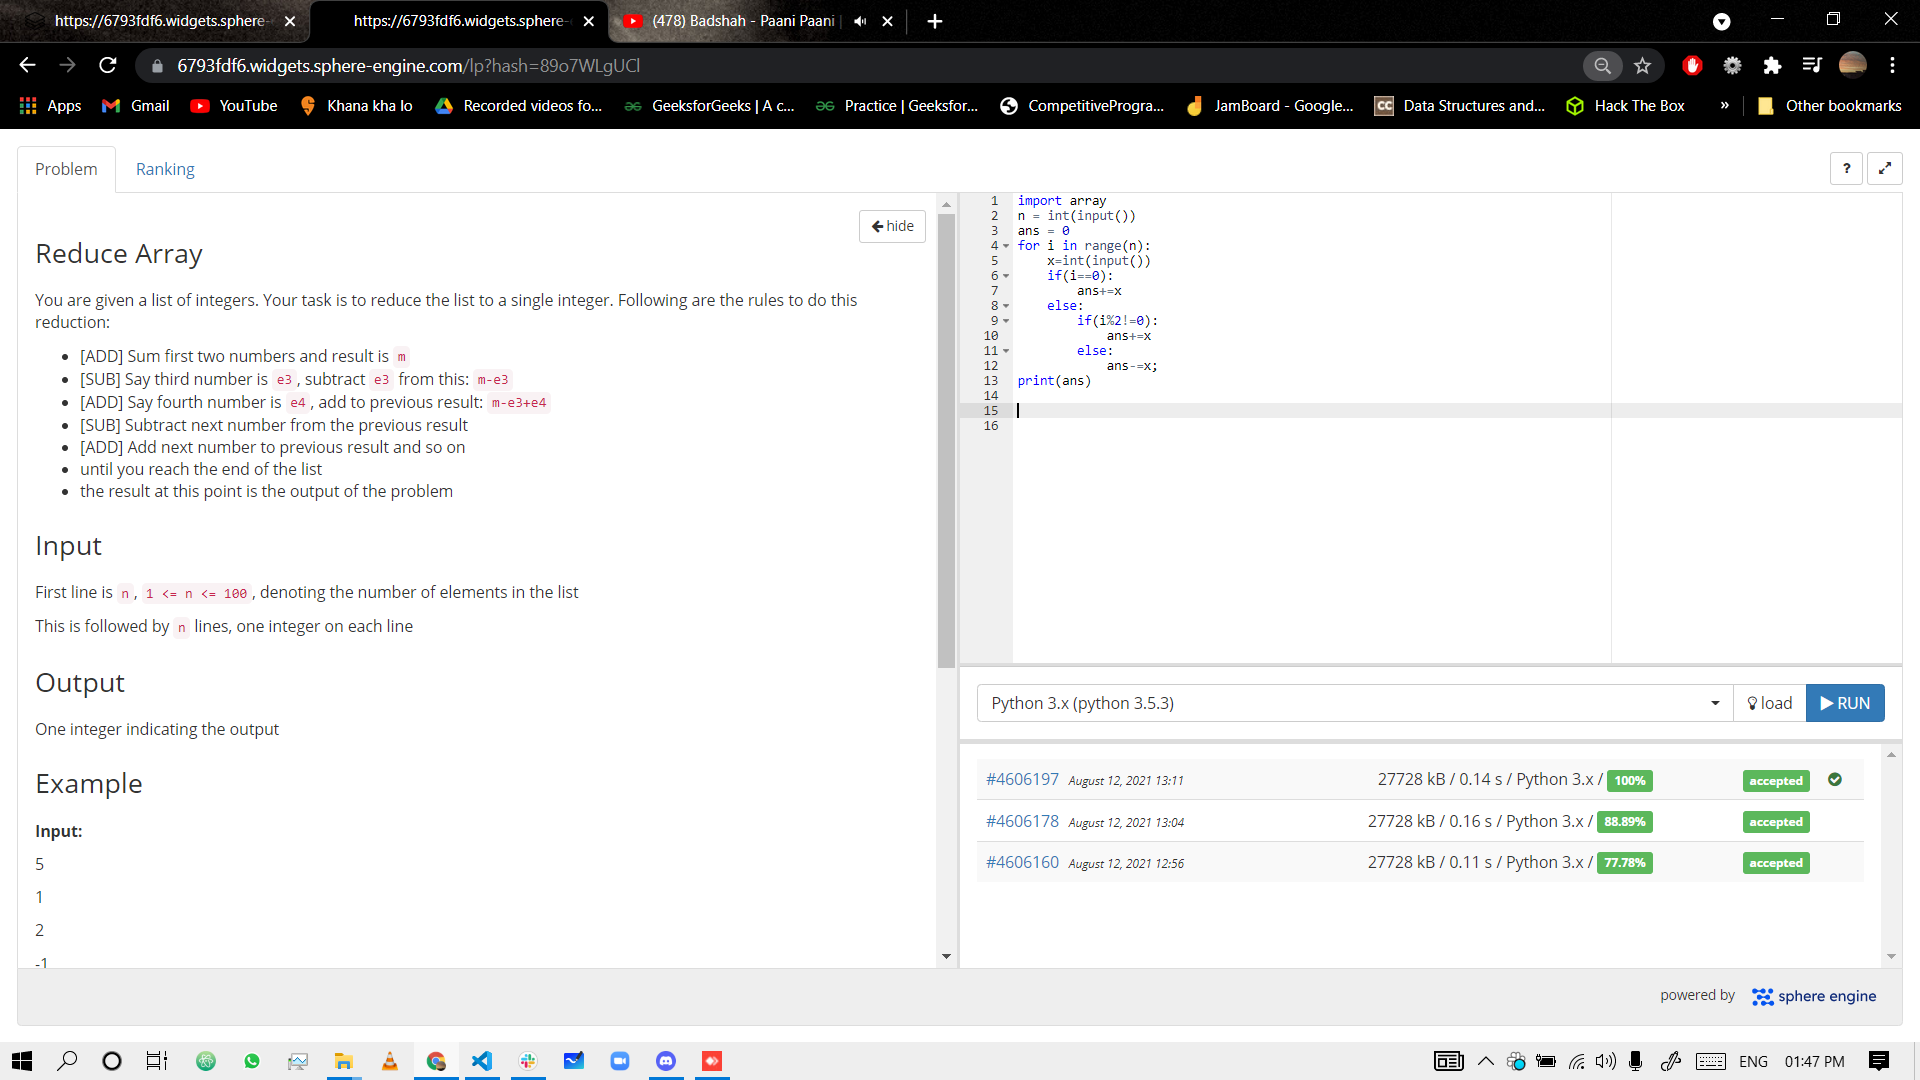 https://6793fdf6.widgets.sphere-
https://6793fdf6.widgets.sphere-
(478) Badshah - Paani Paani
6793fdf6.widgets.sphere-engine.com/lp?hash=89o7WLgUCl
Apps
Gmail
YouTube
Khana kha lo
Recorded videos fo...
GeeksforGeeks | A c...
Practice | Geeksfor...
CompetitivePrograma...
JamBoard - Google...
CC
Data Structures and...
Hack The Box
»
Other bookmarks
Problem
Ranking
?
hide
Reduce Array
You are given a list of integers. Your task is to reduce the list to a single integer. Following are the rules to do this
reduction:
[ADD] Sum first two numbers and result is m
[SUB] Say third number is e3, subtract e3 from this: m-e3
[ADD] Say fourth number is e4, add to previous result: m-e3+e4
[SUB] Subtract next number from the previous result
[ADD] Add next number to previous result and so on
until you reach the end of the list
the result at this point is the output of the problem
Input
First line is n, 1 <= n <= 100, denoting the number of elements in the list
This is followed by n lines, one integer on each line
Output
One integer indicating the output
Example
Input:
5
1
2
-1
1 import array
2 n = int(input())
3 ans = 0
4 for i in range(n):
5 x=int(input())
6 if(i==0):
7 ans+=x
8 else:
9 if(i%2!=0):
10 ans+=x
11 else:
12 ans-=x;
13 print(ans)
14
15
16
Python 3.x (python 3.5.3)
load
RUN
#4606197 August 12, 2021 13:11 27728 kB / 0.14 s / Python 3.x / 100% accepted
#4606178 August 12, 2021 13:04 27728 kB / 0.16 s / Python 3.x / 88.89% accepted
#4606160 August 12, 2021 12:56 27728 kB / 0.11 s / Python 3.x / 77.78% accepted
powered by sphere engine
ENG
01:47 PM